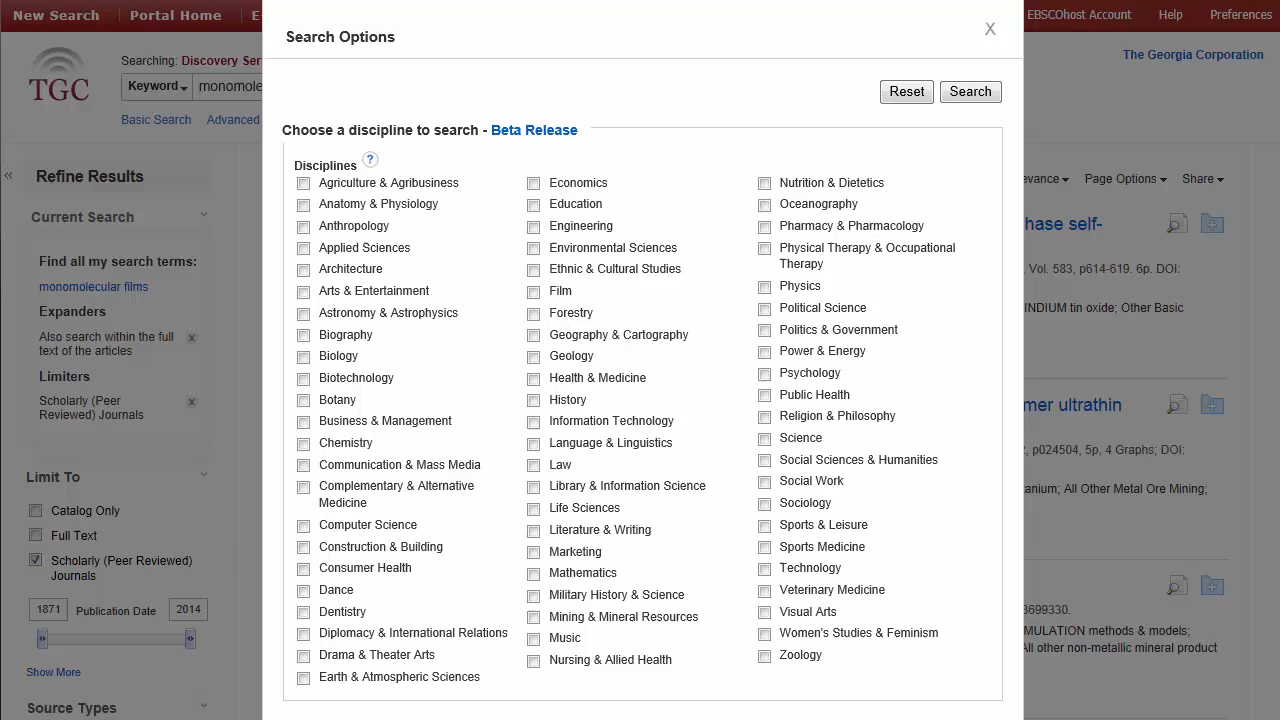 New Search
Portal Home
E
EBSCOhost Account
Help
Preferences
TGC
Searching: Discovery Ser
Keyword
monomole
Basic Search
Advanced
The Georgia Corporation
Search Options
X
Reset
Search
Choose a discipline to search - Beta Release
Disciplines ?
Agriculture & Agribusiness
Anatomy & Physiology
Anthropology
Applied Sciences
Architecture
Arts & Entertainment
Astronomy & Astrophysics
Biography
Biology
Biotechnology
Botany
Business & Management
Chemistry
Communication & Mass Media
Complementary & Alternative
Medicine
Computer Science
Construction & Building
Consumer Health
Dance
Dentistry
Diplomacy & International Relations
Drama & Theater Arts
Earth & Atmospheric Sciences
Economics
Education
Engineering
Environmental Sciences
Ethnic & Cultural Studies
Film
Forestry
Geography & Cartography
Geology
Health & Medicine
History
Information Technology
Language & Linguistics
Law
Library & Information Science
Life Sciences
Literature & Writing
Marketing
Mathematics
Military History & Science
Mining & Mineral Resources
Music
Nursing & Allied Health
Nutrition & Dietetics
Oceanography
Pharmacy & Pharmacology
Physical Therapy & Occupational
Therapy
Physics
Political Science
Politics & Government
Power & Energy
Psychology
Public Health
Religion & Philosophy
Science
Social Sciences & Humanities
Social Work
Sociology
Sports & Leisure
Sports Medicine
Technology
Veterinary Medicine
Visual Arts
Women's Studies & Feminism
Zoology
«
Refine Results
Current Search
Find all my search terms:
monomolecular films
Expanders
Also search within the full
text of the articles
x
Limiters
Scholarly (Peer
Reviewed) Journals
x
Limit To
Catalog Only
Full Text
Scholarly (Peer Reviewed)
Journals
1871 Publication Date 2014
Show More
Source Types
evance
Page Options
Share
hase self-
, Vol. 583, p614-619. 6p. DOI:
INDIUM tin oxide; Other Basic
mer ultrathin
2, p024504, 5p, 4 Graphs; DOI:
tanium; All Other Metal Ore Mining;
3699330.
MULATION methods & models;
All other non-metallic mineral product